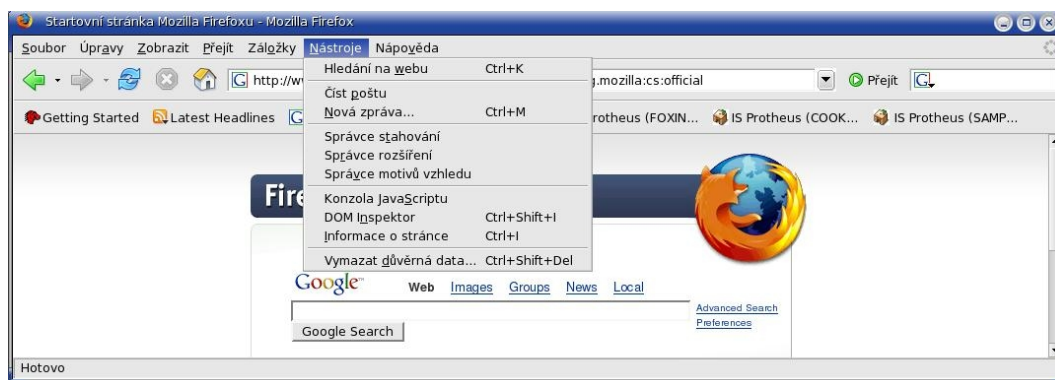 Startovní stránka Mozilla Firefoxu - Mozilla Firefox
Soubor Úpravy Zobrazit Přejít Záložky Nástroje Nápověda
http://w g.mozilla:cs:official Přejít
Getting Started Latest Headlines rotheus (FOXIN... IS Protheus (COOK... IS Protheus (SAMP...
Hledání na webu Ctrl+K
Číst poštu
Nová zpráva... Ctrl+M
Správce stahování
Správce rozšíření
Správce motivů vzhledu
Konzola JavaScriptu
DOM Inspektor Ctrl+Shift+I
Informace o stránce Ctrl+I
Vymazat důvěrná data... Ctrl+Shift+Del
Fire
Google™ Web Images Groups News Local
Advanced Search
Preferences
Google Search
Hotovo